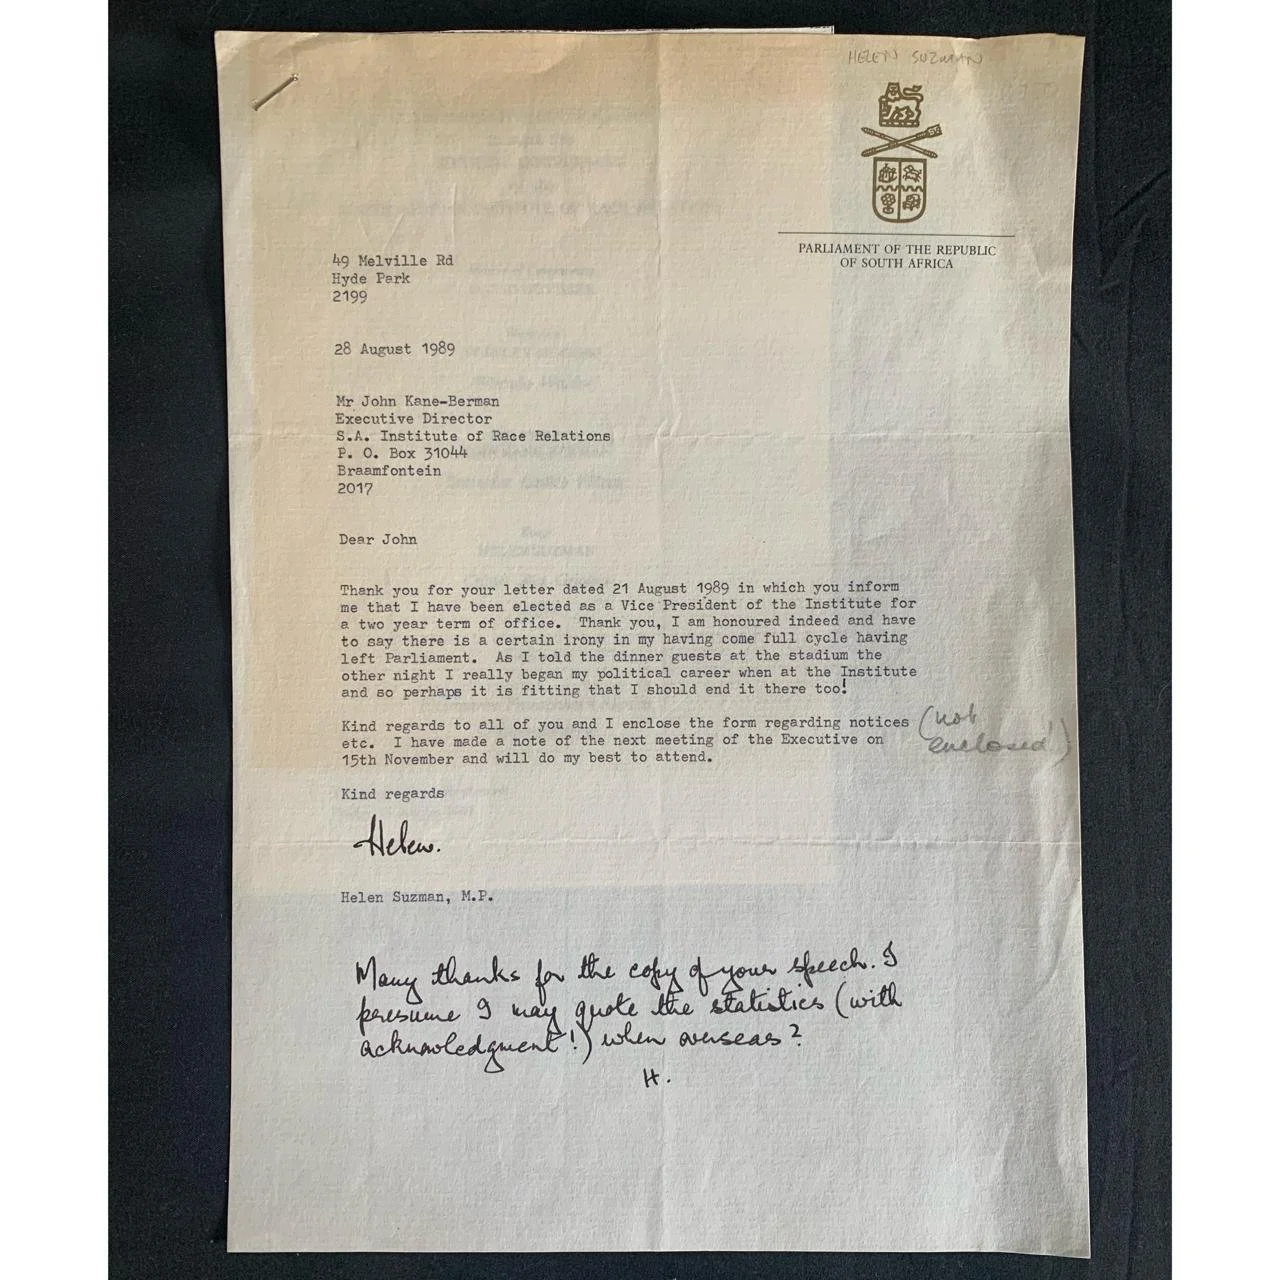 HELEN SUZMAN
PARLIAMENT OF THE REPUBLIC
OF SOUTH AFRICA
49 Melville Rd
Hyde Park
2199
28 August 1989
Mr John Kane-Berman
Executive Director
S.A. Institute of Race Relations
P. O. Box 31044
Braamfontein
2017
Dear John
Thank you for your letter dated 21 August 1989 in which you inform
me that I have been elected as a Vice President of the Institute for
a two year term of office.  Thank you, I am honoured indeed and have
to say there is a certain irony in my having come full cycle having
left Parliament.  As I told the dinner guests at the stadium the
other night I really began my political career when at the Institute
and so perhaps it is fitting that I should end it there too!
Kind regards to all of you and I enclose the form regarding notices (not
etc.  I have made a note of the next meeting of the Executive on enclosed!)
15th November and will do my best to attend.
Kind regards
Helen.
Helen Suzman, M.P.
Many thanks for the copy of your speech. I
presume I may quote the statistics (with
acknowledgment!) when overseas?
H.